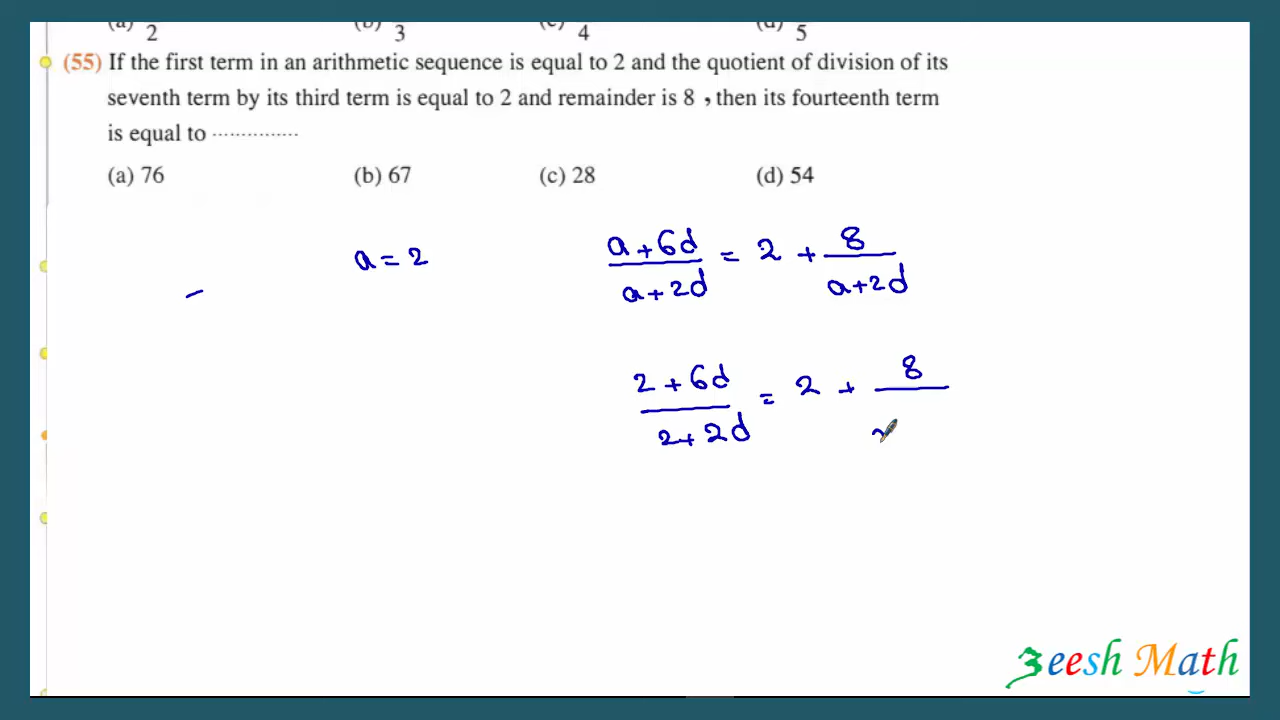 (a) 2 (b) 3 (c) 4 (d) 5
(55) If the first term in an arithmetic sequence is equal to 2 and the quotient of division of its
seventh term by its third term is equal to 2 and remainder is 8 , then its fourteenth term
is equal to ...............
(a) 76 (b) 67 (c) 28 (d) 54
a = 2
a + 6d / a + 2d = 2 + 8 / a + 2d
2 + 6d / 2 + 2d = 2 + 8
3eesh Math